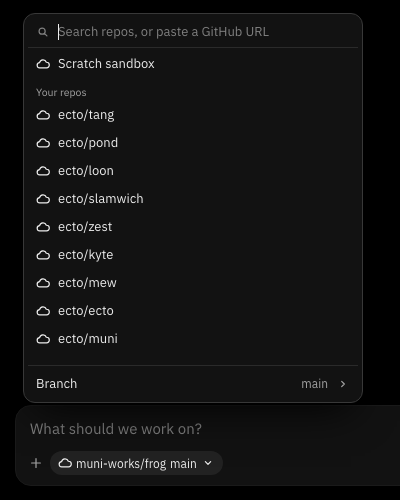 Search repos, or paste a GitHub URL
Scratch sandbox
Your repos
ecto/tang
ecto/pond
ecto/loon
ecto/slamwich
ecto/zest
ecto/kyte
ecto/mew
ecto/ecto
ecto/muni
Branch main
What should we work on?
muni-works/frog main